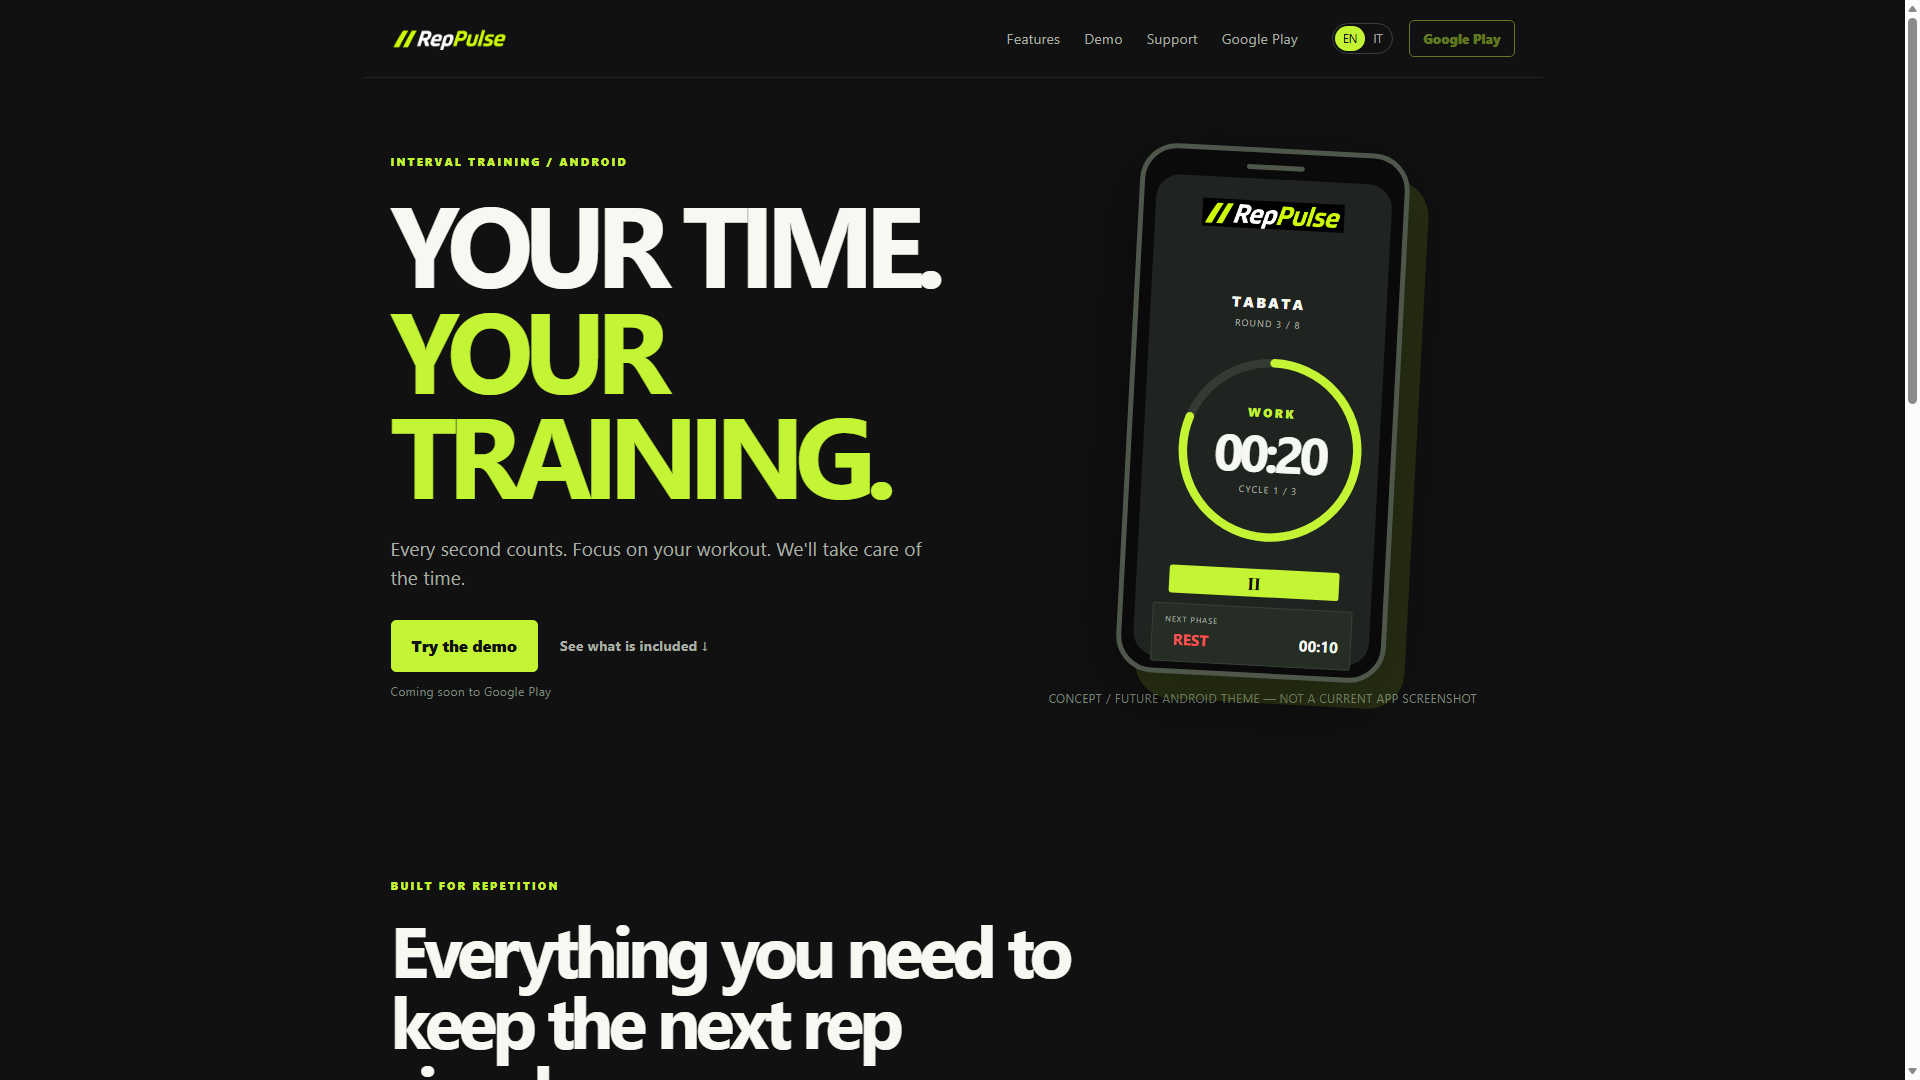 //RepPulse
Features Demo Support Google Play EN IT Google Play
INTERVAL TRAINING / ANDROID
YOUR TIME.
YOUR
TRAINING.
Every second counts. Focus on your workout. We'll take care of
the time.
Try the demo
See what is included ↓
Coming soon to Google Play
//RepPulse
TABATA
ROUND 3 / 8
WORK
00:20
CYCLE 1 / 3
NEXT PHASE
REST 00:10
CONCEPT / FUTURE ANDROID THEME — NOT A CURRENT APP SCREENSHOT
BUILT FOR REPETITION
Everything you need to
keep the next rep